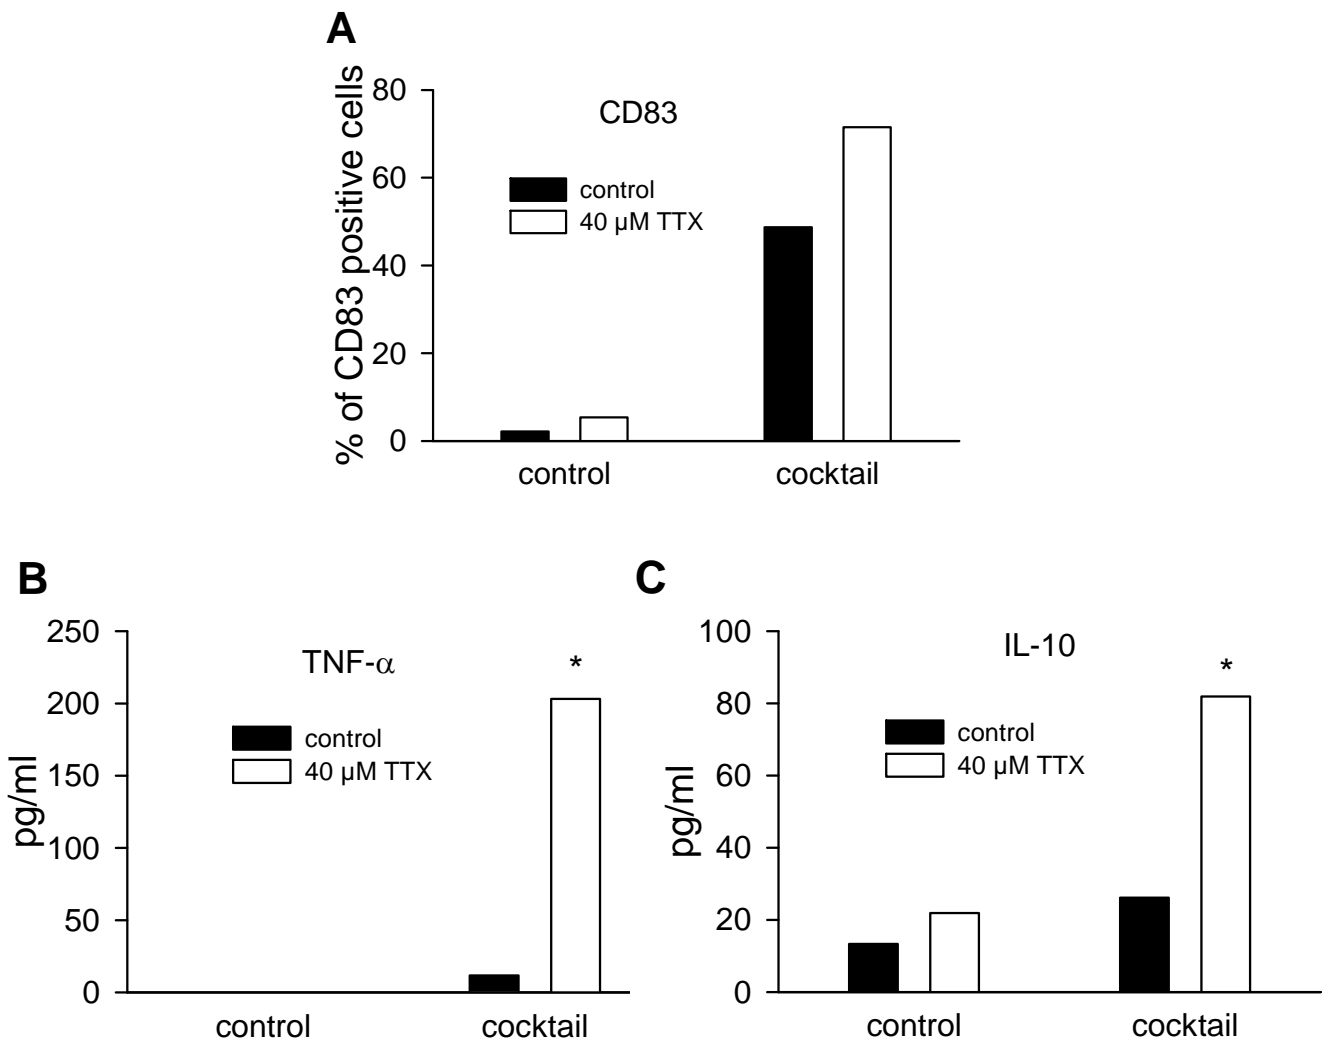 A
% of CD83 positive cells
80
60
40
20
0
CD83
control
40 µM TTX
control
cocktail
B
pg/ml
250
200
150
100
50
0
TNF-α
*
control
40 µM TTX
control
cocktail
C
pg/ml
100
80
60
40
20
0
IL-10
*
control
40 µM TTX
control
cocktail